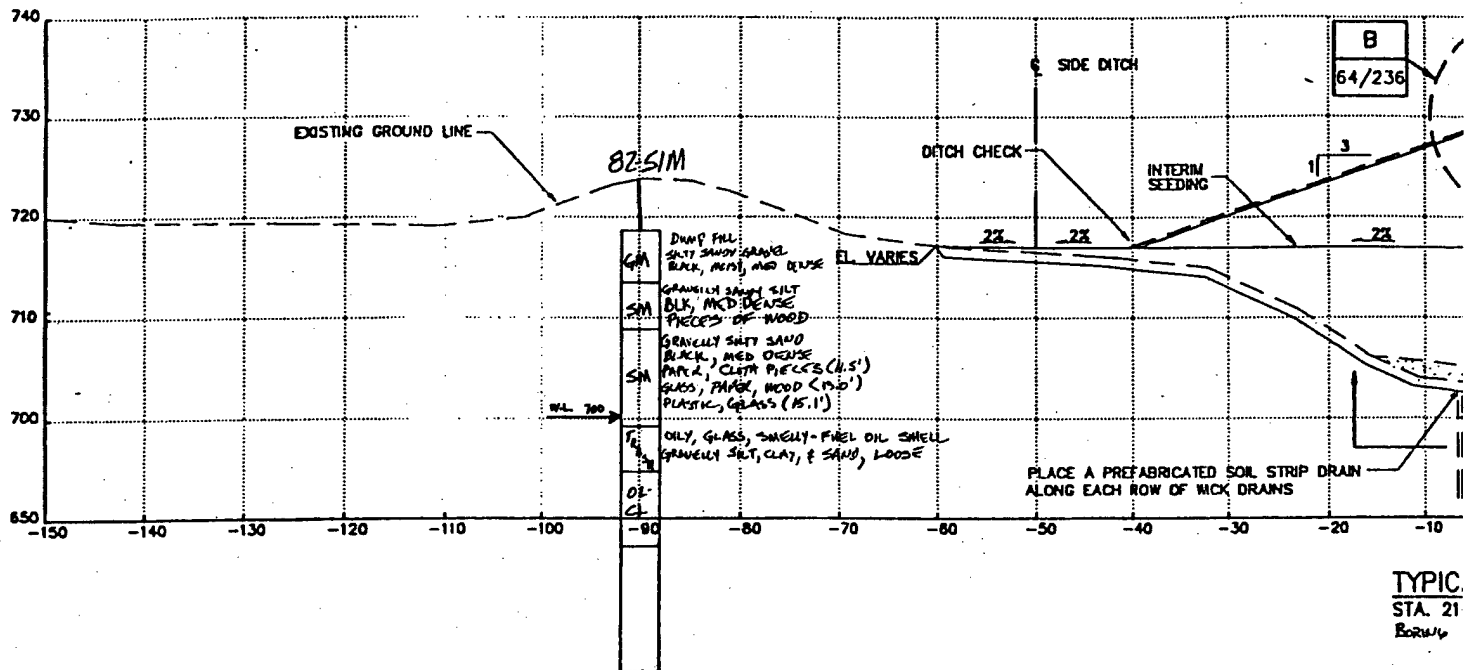 740
730
720
710
700
650
-150
-140
-130
-120
-110
-100
-90
-80
-70
-60
-50
-40
-30
-20
-10
EXISTING GROUND LINE
82-51M
℄ SIDE DITCH
DITCH CHECK
INTERIM
SEEDING
1
3
B
64/236
2%
2%
2%
EL. VARIES
GM
DUMP FILL
SILTY SANDY GRAVEL
BLACK, MOIST, MED DENSE
SM
GRAVELLY SANDY SILT
BLK, MED DENSE
PIECES OF WOOD
SM
GRAVELLY SILTY SAND
BLACK, MED DENSE
PAPER, CLOTH PIECES (11.5')
GLASS, PAPER, WOOD (13.0')
PLASTIC, GLASS (15.1')
W.L. 700
TRASH
OILY, GLASS, SMELLY-FUEL OIL SMELL
GRAVELLY SILT, CLAY, & SAND, LOOSE
OL-
CL
PLACE A PREFABRICATED SOIL STRIP DRAIN
ALONG EACH ROW OF WICK DRAINS
TYPIC
STA. 21
BORING